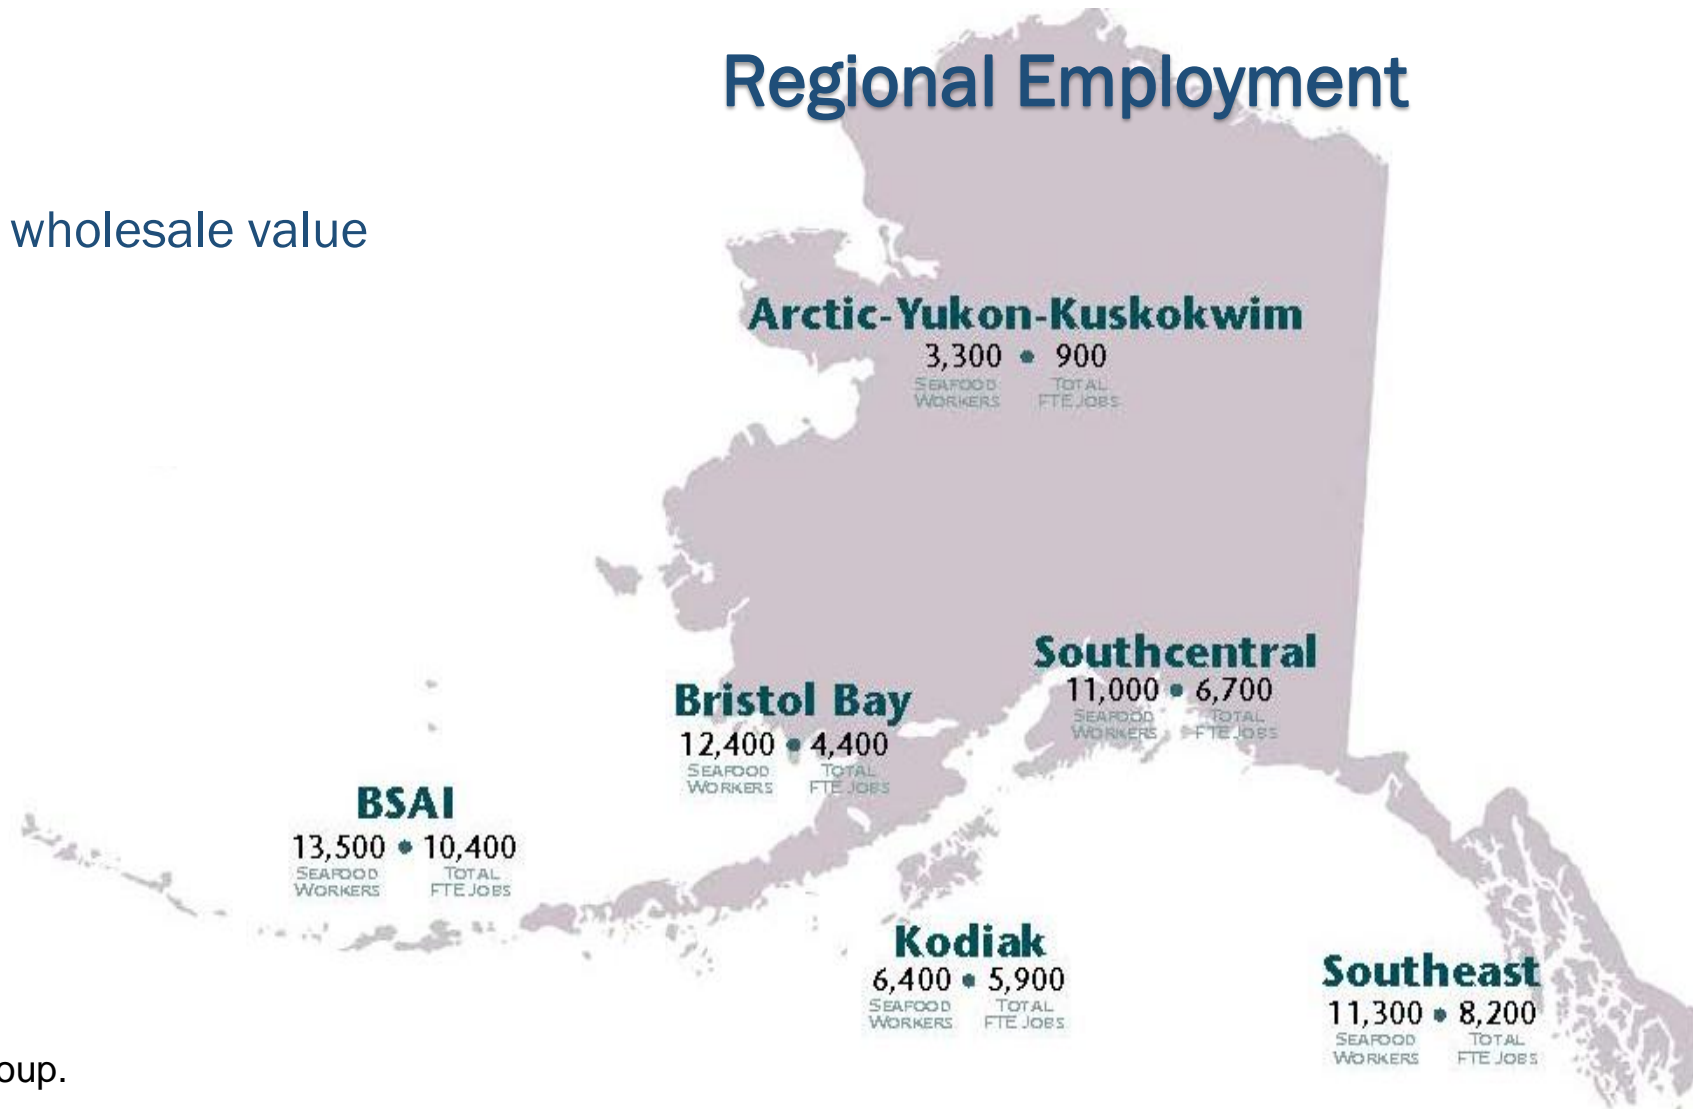 Regional Employment
wholesale value
Arctic-Yukon-Kuskokwim
3,300 • 900
SEAFOOD WORKERS TOTAL FTE JOBS
Southcentral
11,000 • 6,700
SEAFOOD WORKERS TOTAL FTE JOBS
Bristol Bay
12,400 • 4,400
SEAFOOD WORKERS TOTAL FTE JOBS
BSAI
13,500 • 10,400
SEAFOOD WORKERS TOTAL FTE JOBS
Kodiak
6,400 • 5,900
SEAFOOD WORKERS TOTAL FTE JOBS
Southeast
11,300 • 8,200
SEAFOOD WORKERS TOTAL FTE JOBS
oup.